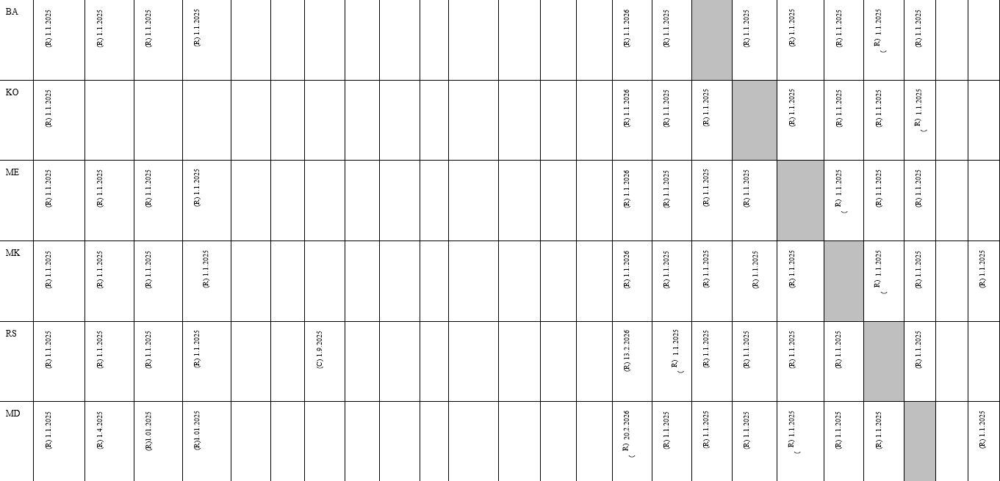 BA (R) 1.1.2025 (R) 1.1.2025 (R) 1.1.2025 (R) 1.1.2025 (R) 1.1.2026 (R) 1.1.2025 (R) 1.1.2025 (R) 1.1.2025 (R) 1.1.2025 (R) 1.1.2025 (R) 1.1.2025
KO (R) 1.1.2025 (R) 1.1.2026 (R) 1.1.2025 (R) 1.1.2025 (R) 1.1.2025 (R) 1.1.2025 (R) 1.1.2025 (R) 1.1.2025
ME (R) 1.1.2025 (R) 1.1.2025 (R) 1.1.2025 (R) 1.1.2025 (R) 1.1.2026 (R) 1.1.2025 (R) 1.1.2025 (R) 1.1.2025 (R) 1.1.2025 (R) 1.1.2025 (R) 1.1.2025
MK (R) 1.1.2025 (R) 1.1.2025 (R) 1.1.2025 (R) 1.1.2025 (R) 1.1.2026 (R) 1.1.2025 (R) 1.1.2025 (R) 1.1.2025 (R) 1.1.2025 (R) 1.1.2025 (R) 1.1.2025 (R) 1.1.2025
RS (R) 1.1.2025 (R) 1.1.2025 (R) 1.1.2025 (R) 1.1.2025 (C) 1.9.2025 (R) 13.2.2026 (R) 1.1.2025 (R) 1.1.2025 (R) 1.1.2025 (R) 1.1.2025 (R) 1.1.2025 (R) 1.1.2025
MD (R) 1.1.2025 (R) 1.4.2025 (R)1.01.2025 (R)1.01.2025 (R) 20.2.2026 (R) 1.1.2025 (R) 1.1.2025 (R) 1.1.2025 (R) 1.1.2025 (R) 1.1.2025 (R) 1.1.2025 (R) 1.1.2025